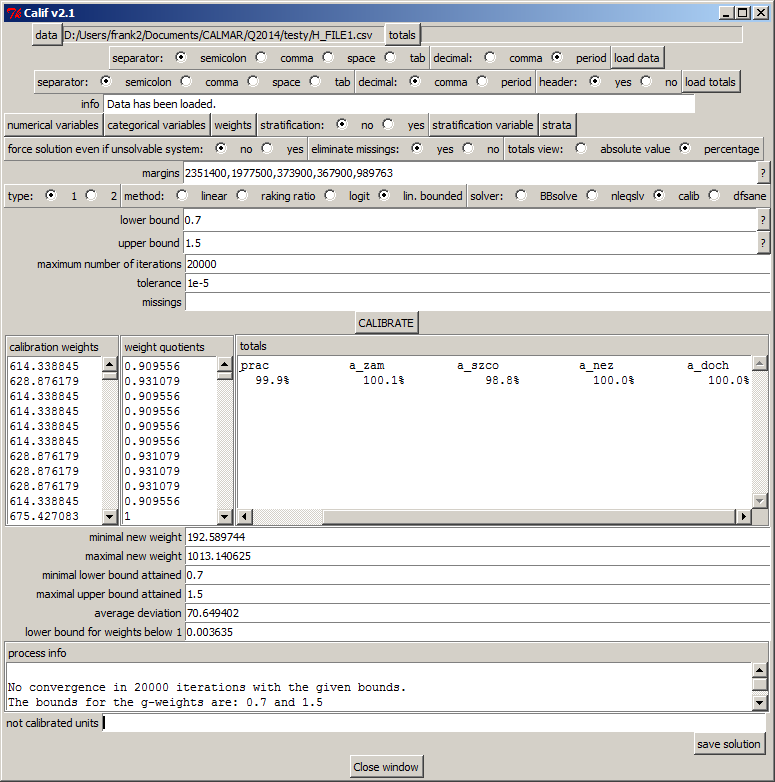 Calif v2.1
data D:/Users/frank2/Documents/CALMAR/Q2014/testy/H_FILE1.csv totals
separator: semicolon comma space tab decimal: comma period load data
separator: semicolon comma space tab decimal: comma period header: yes no load totals
info Data has been loaded.
numerical variables categorical variables weights stratification: no yes stratification variable strata
force solution even if unsolvable system: no yes eliminate missings: yes no totals view: absolute value percentage
margins 2351400,1977500,373900,367900,989763 ?
type: 1 2 method: linear raking ratio logit lin. bounded solver: BBsolve nleqslv calib dfsane
lower bound 0.7 ?
upper bound 1.5 ?
maximum number of iterations 20000
tolerance 1e-5
missings
CALIBRATE
calibration weights weight quotients totals
614.338845 0.909556 prac a_zam a_szco a_nez a_doch
628.876179 0.931079 99.9% 100.1% 98.8% 100.0% 100.0%
614.338845 0.909556
614.338845 0.909556
614.338845 0.909556
614.338845 0.909556
628.876179 0.931079
628.876179 0.931079
628.876179 0.931079
614.338845 0.909556
675.427083 1
minimal new weight 192.589744
maximal new weight 1013.140625
minimal lower bound attained 0.7
maximal upper bound attained 1.5
average deviation 70.649402
lower bound for weights below 1 0.003635
process info
No convergence in 20000 iterations with the given bounds.
The bounds for the g-weights are: 0.7 and 1.5
not calibrated units
save solution
Close window